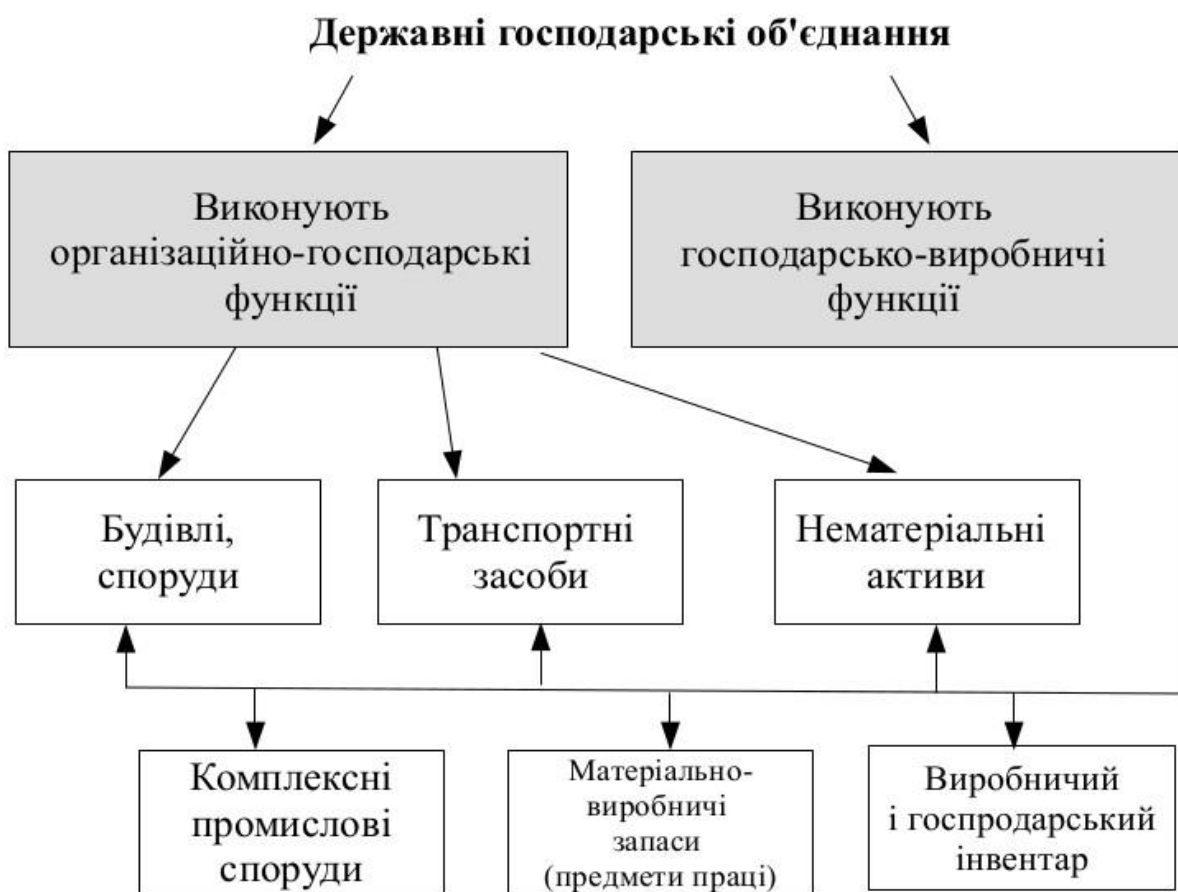 Державні господарські об'єднання
Виконують
організаційно-господарські
функції
Виконують
господарсько-виробничі
функції
Будівлі,
споруди
Транспортні
засоби
Нематеріальні
активи
Комплексні
промислові
споруди
Матеріально-
виробничі
запаси
(предмети праці)
Виробничий
і госпродарський
інвентар